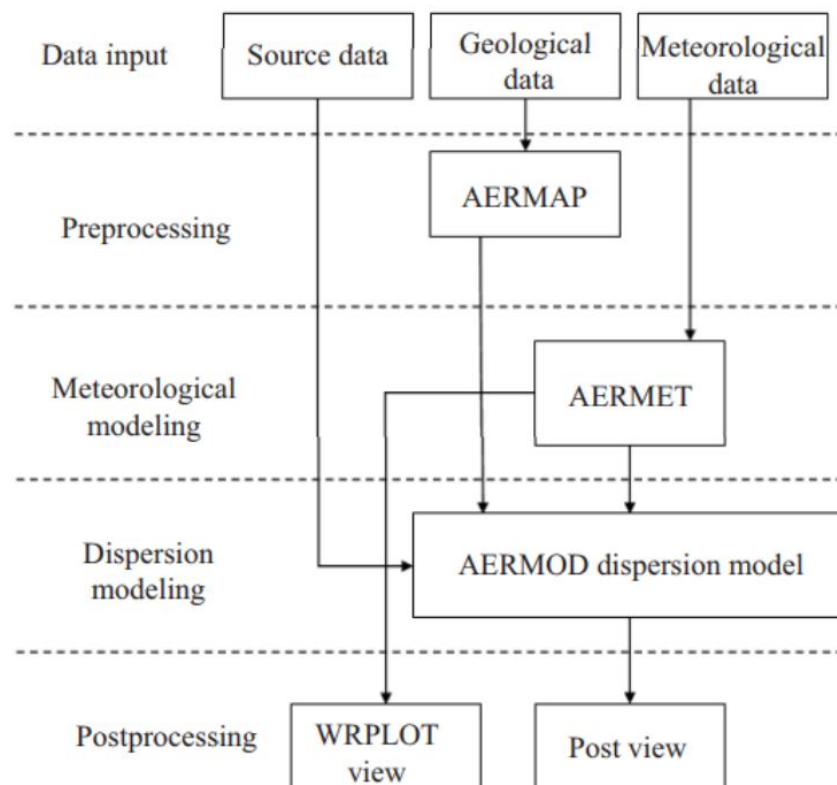 Data input
Source data
Geological
data
Meteorological
data
Preprocessing
AERMAP
Meteorological
modeling
AERMET
Dispersion
modeling
AERMOD dispersion model
Postprocessing
WRPLOT
view
Post view